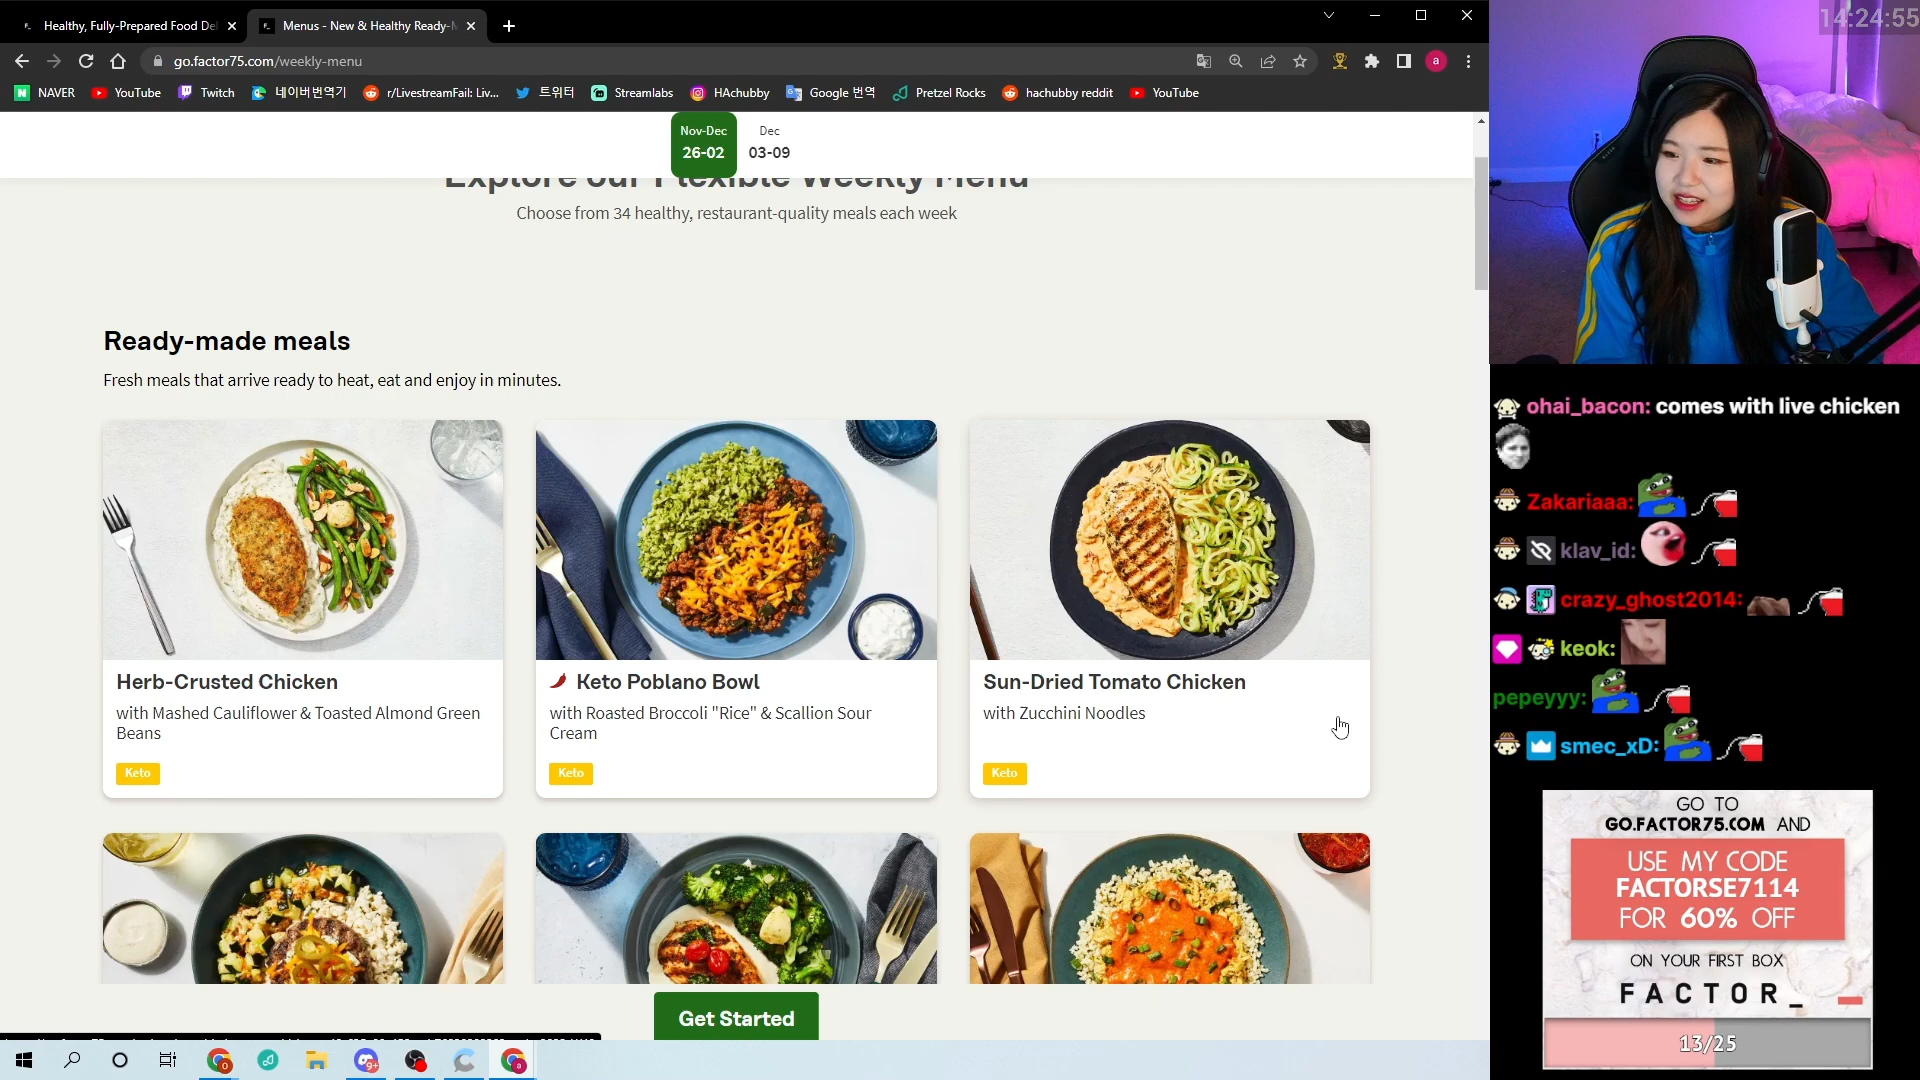 Healthy, Fully-Prepared Food De
Menus - New & Healthy Ready-M
go.factor75.com/weekly-menu
NAVER
YouTube
Twitch
네이버번역기
r/LivestreamFail: Liv...
트위터
Streamlabs
HAchubby
Google 번역
Pretzel Rocks
hachubby reddit
YouTube
Nov-Dec
26-02
Dec
03-09
Explore our Flexible Weekly Menu
Choose from 34 healthy, restaurant-quality meals each week
Ready-made meals
Fresh meals that arrive ready to heat, eat and enjoy in minutes.
Herb-Crusted Chicken
with Mashed Cauliflower & Toasted Almond Green
Beans
Keto
Keto Poblano Bowl
with Roasted Broccoli "Rice" & Scallion Sour
Cream
Keto
Sun-Dried Tomato Chicken
with Zucchini Noodles
Keto
Get Started
14:24:55
ohai_bacon: comes with live chicken
Zakariaaa:
klav_id:
crazy_ghost2014:
keok:
pepeyyy:
smec_xD:
GO TO
GO.FACTOR75.COM AND
USE MY CODE
FACTORSE7114
FOR 60% OFF
ON YOUR FIRST BOX
FACTOR_
13/25